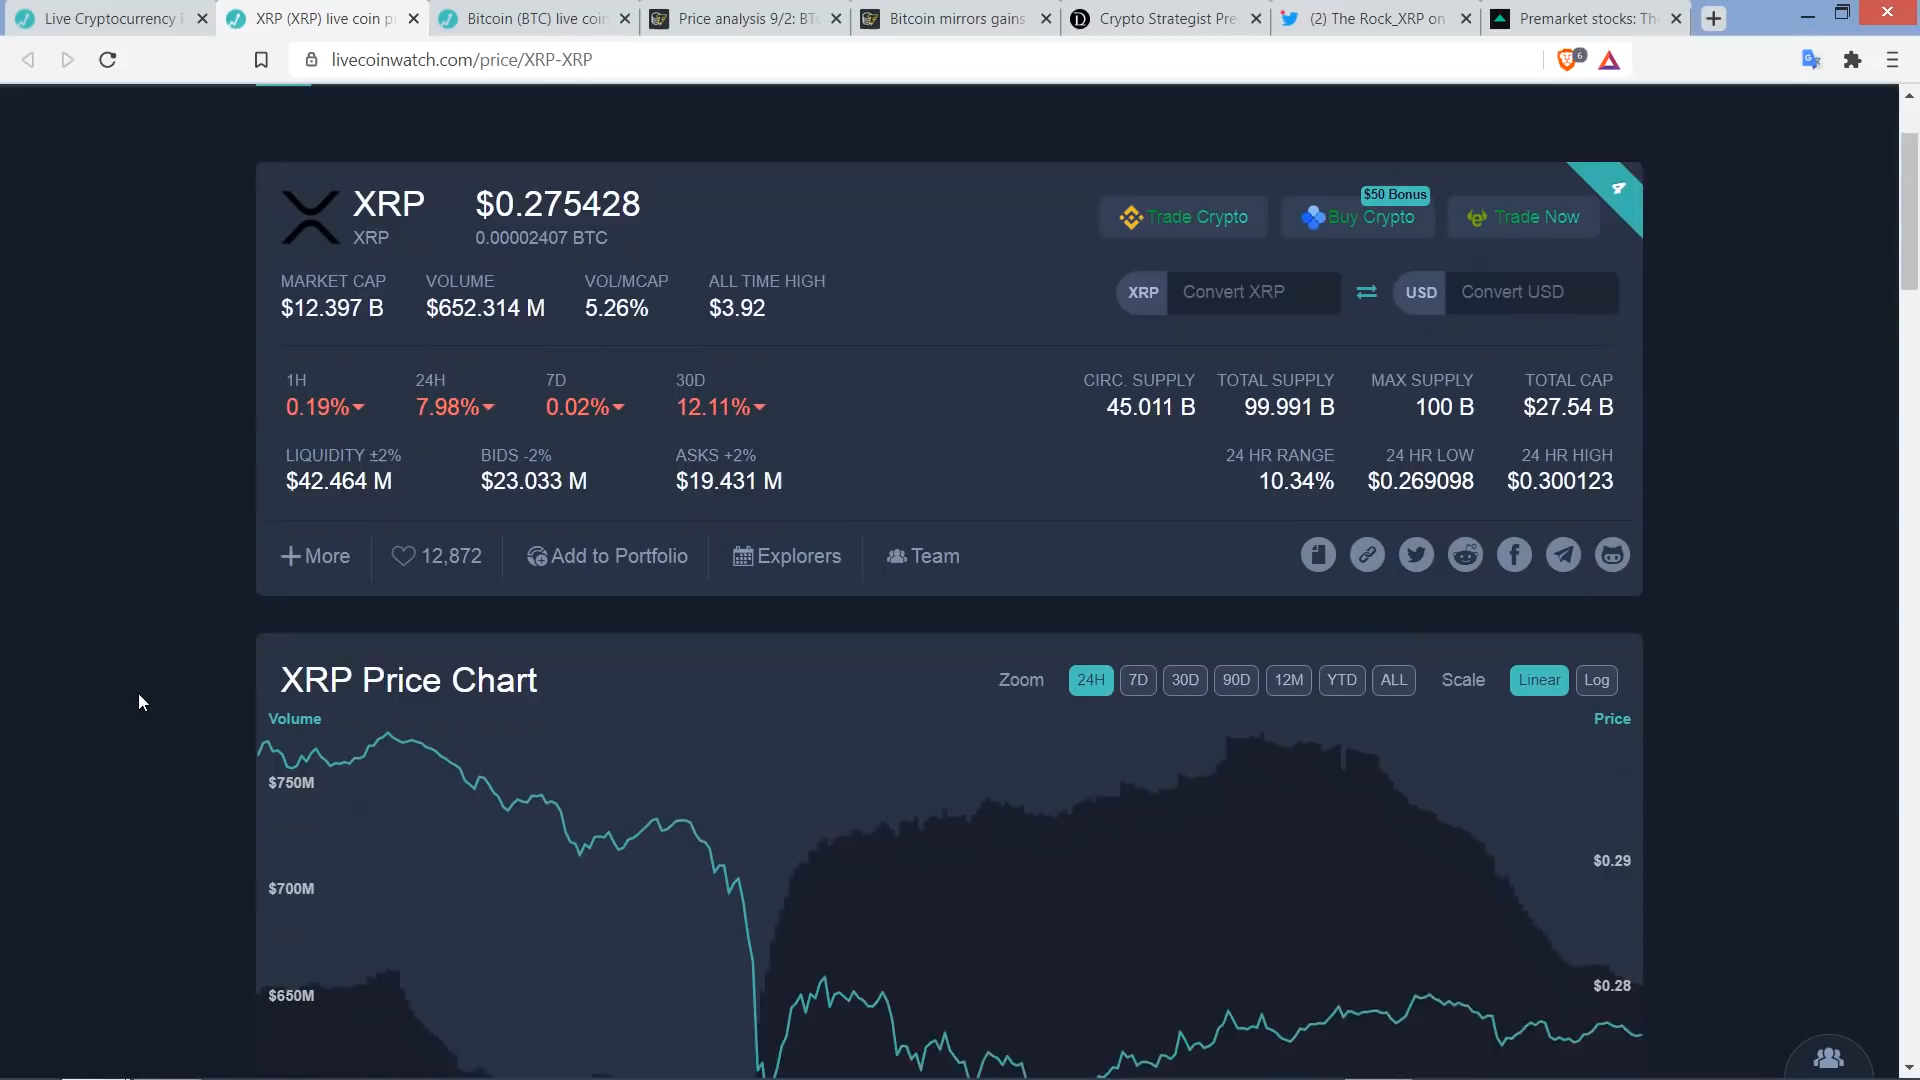 Live Cryptocurrency P
XRP (XRP) live coin p
Bitcoin (BTC) live coin
Price analysis 9/2: BT
Bitcoin mirrors gains
Crypto Strategist Pre
(2) The Rock_XRP on
Premarket stocks: Th
livecoinwatch.com/price/XRP-XRP
6
XRP
$0.275428
XRP
0.00002407 BTC
Trade Crypto
$50 Bonus
Buy Crypto
Trade Now
4
MARKET CAP
VOLUME
VOL/MCAP
ALL TIME HIGH
$12.397 B
$652.314 M
5.26%
$3.92
XRP
Convert XRP
USD
Convert USD
1H
24H
7D
30D
0.19%
7.98%
0.02%
12.11%
CIRC. SUPPLY
TOTAL SUPPLY
MAX SUPPLY
TOTAL CAP
45.011 B
99.991 B
100 B
$27.54 B
LIQUIDITY ±2%
BIDS -2%
ASKS +2%
$42.464 M
$23.033 M
$19.431 M
24 HR RANGE
24 HR LOW
24 HR HIGH
10.34%
$0.269098
$0.300123
More
12,872
Add to Portfolio
Explorers
Team
XRP Price Chart
Zoom
24H
7D
30D
90D
12M
YTD
ALL
Scale
Linear
Log
Volume
Price
$750M
$700M
$650M
$0.29
$0.28